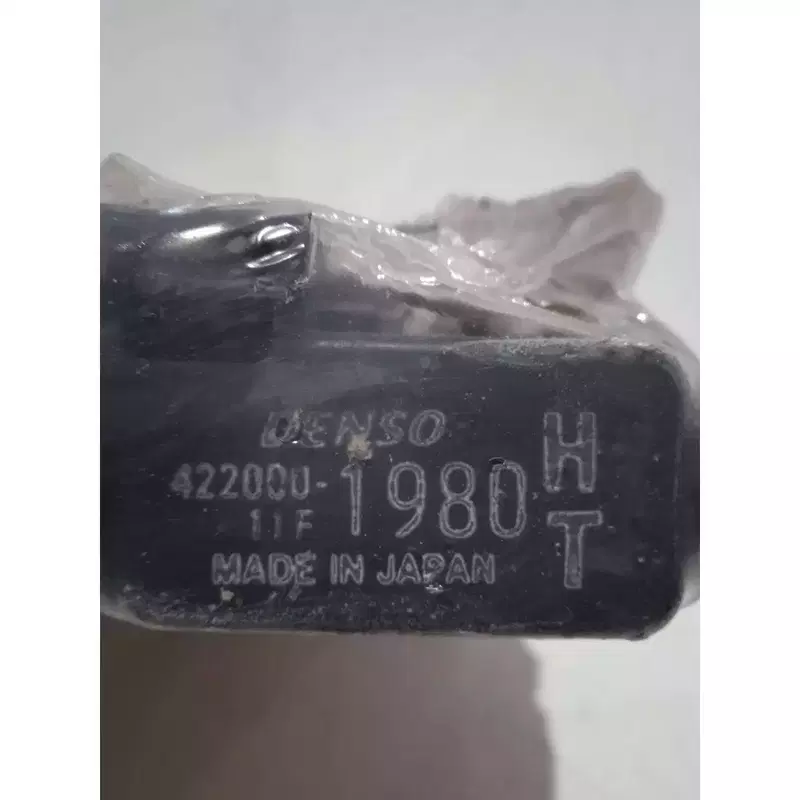 DENSO
422000-1980 H
11F T
MADE IN JAPAN